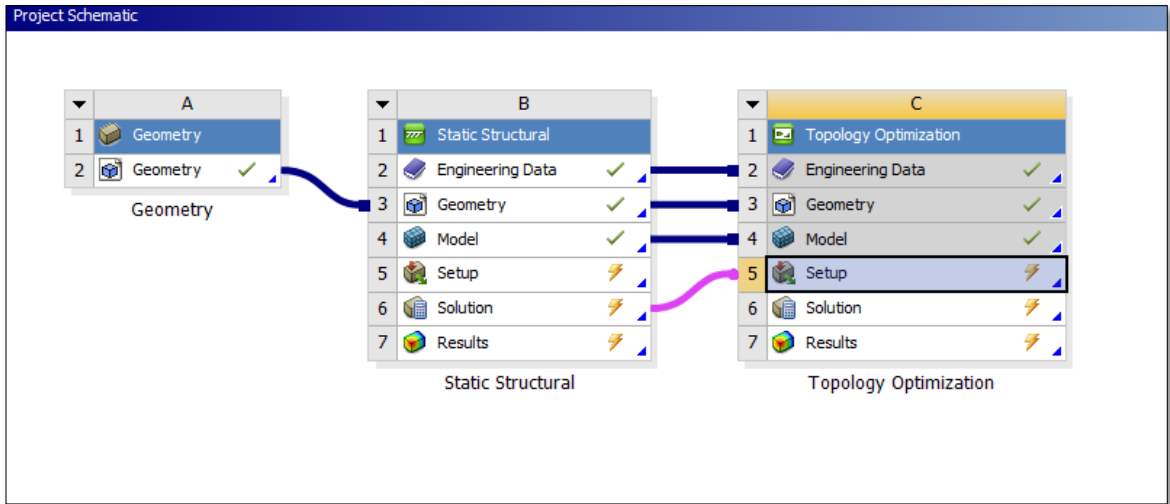 Project Schematic
A
1 Geometry
2 Geometry
Geometry
B
1 Static Structural
2 Engineering Data
3 Geometry
4 Model
5 Setup
6 Solution
7 Results
Static Structural
C
1 Topology Optimization
2 Engineering Data
3 Geometry
4 Model
5 Setup
6 Solution
7 Results
Topology Optimization